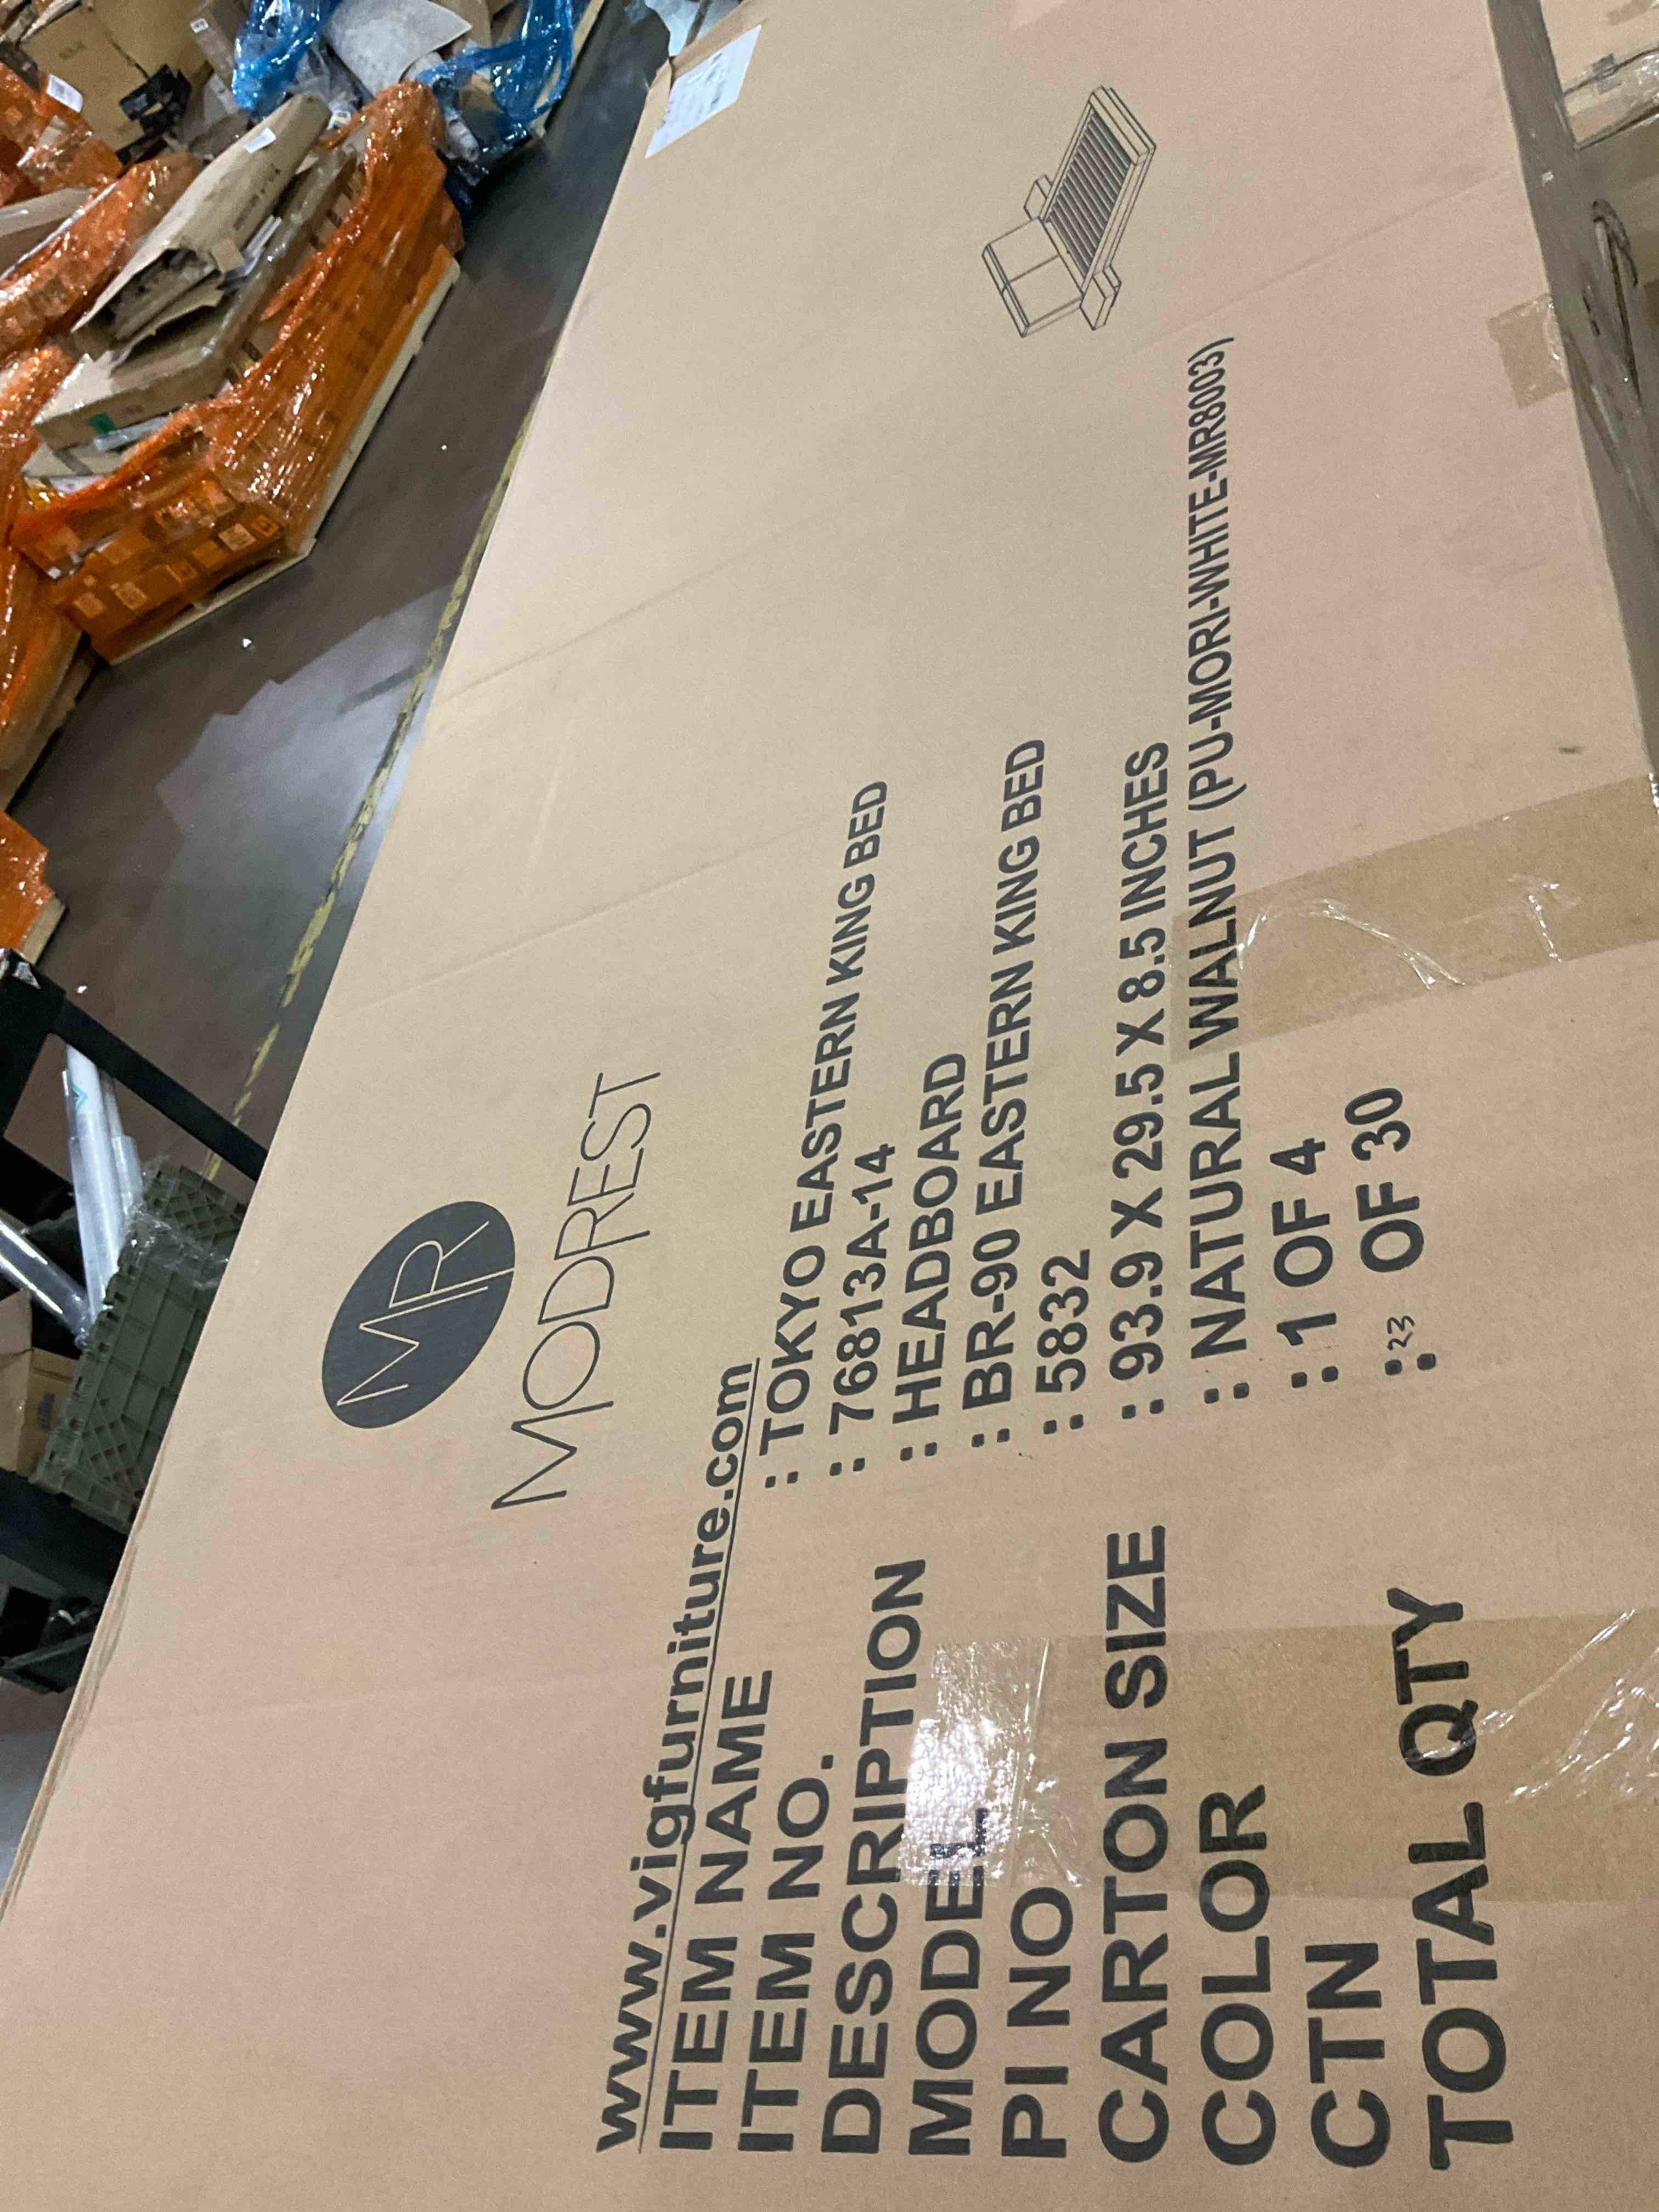 MR
MODREST
www.vigfurniture.com
ITEM NAME : TOKYO EASTERN KING BED
ITEM NO. : 76813A-14
DESCRIPTION : HEADBOARD
MODEL : BR-90 EASTERN KING BED
PI NO : 5832
CARTON SIZE : 93.9 X 29.5 X 8.5 INCHES
COLOR : NATURAL WALNUT (PU-MORI-WHITE-MR8003)
CTN : 1 OF 4
TOTAL QTY : 23 OF 30